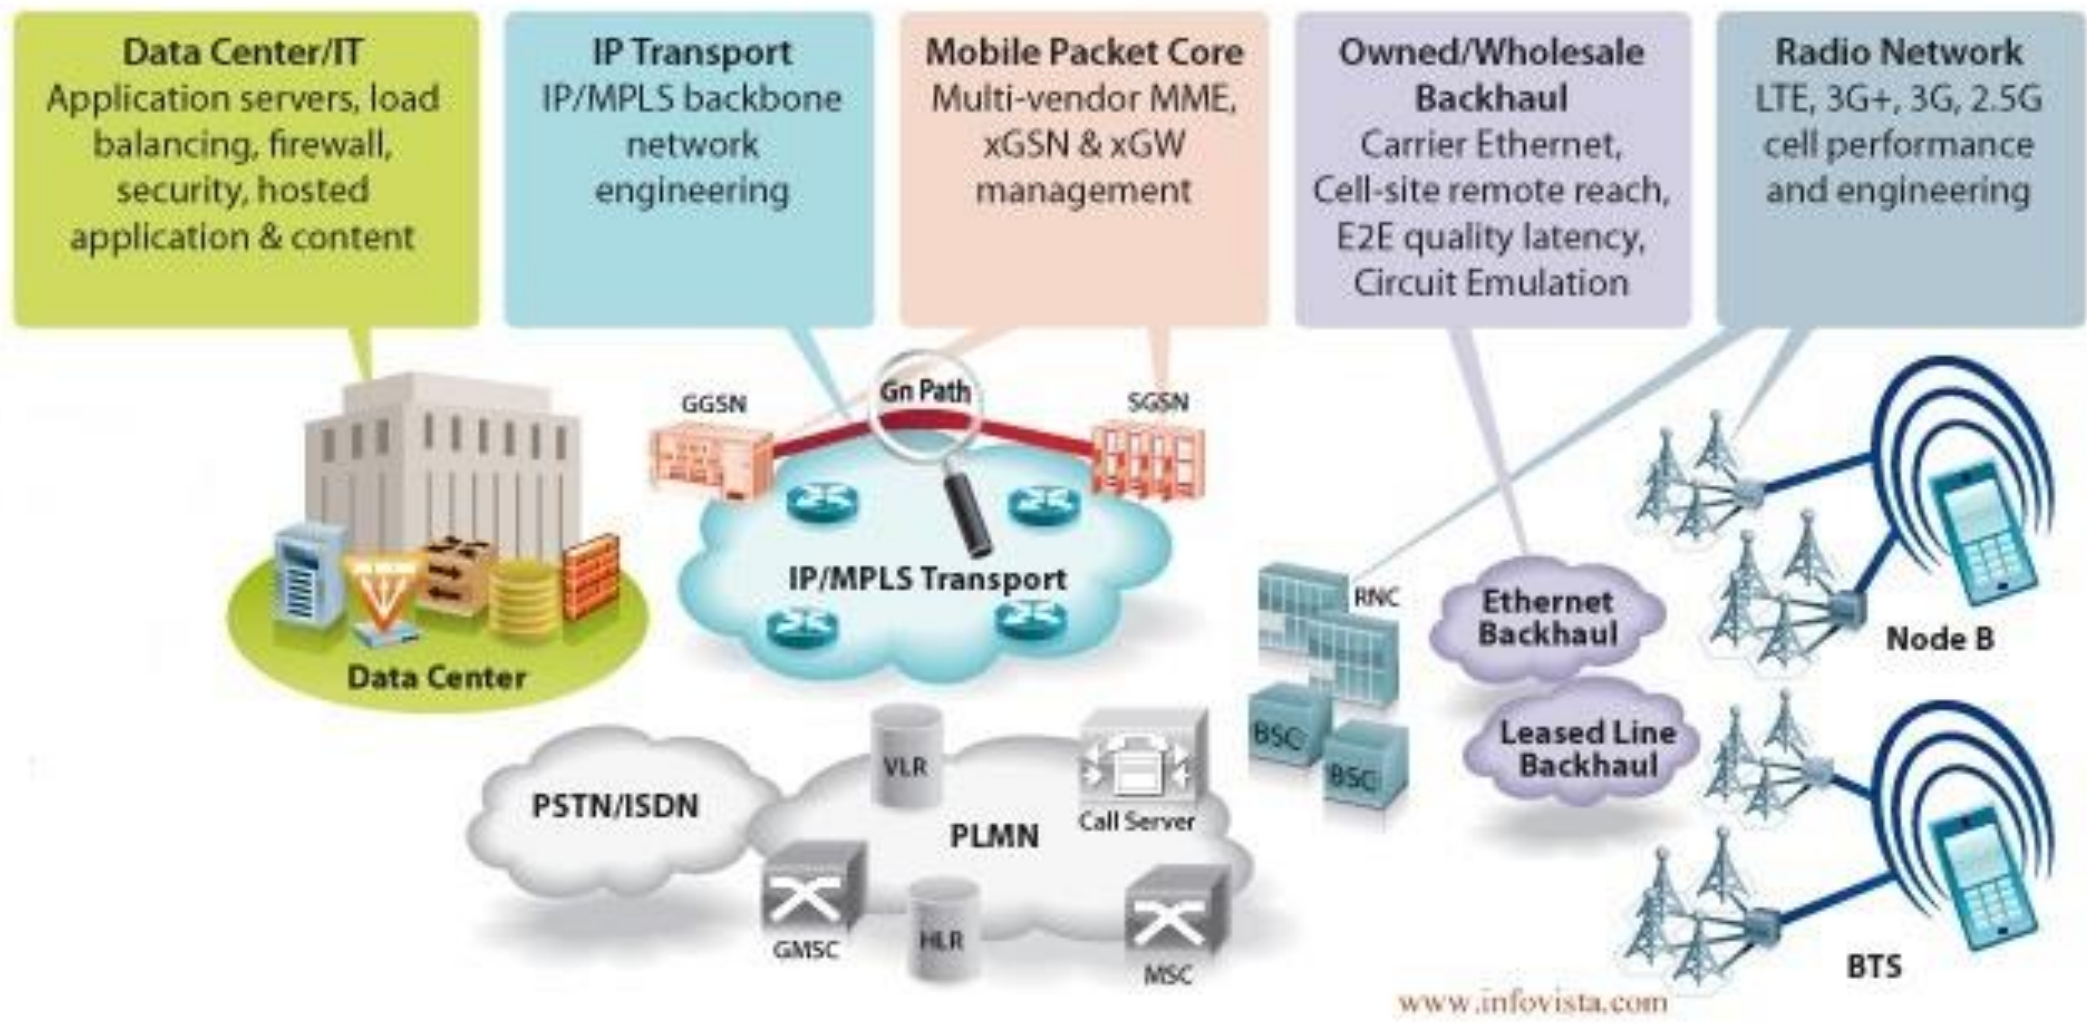 Data Center/IT
Application servers, load
balancing, firewall,
security, hosted
application & content
IP Transport
IP/MPLS backbone
network
engineering
Mobile Packet Core
Multi-vendor MME,
xGSN & xGW
management
Owned/Wholesale
Backhaul
Carrier Ethernet,
Cell-site remote reach,
E2E quality latency,
Circuit Emulation
Radio Network
LTE, 3G+, 3G, 2.5G
cell performance
and engineering
GGSN
Gn Path
SGSN
IP/MPLS Transport
Data Center
RNC
BSC
BSC
Ethernet
Backhaul
Leased Line
Backhaul
Node B
PSTN/ISDN
VLR
PLMN
Call Server
GMSC
HLR
MSC
BTS
www.infovista.com